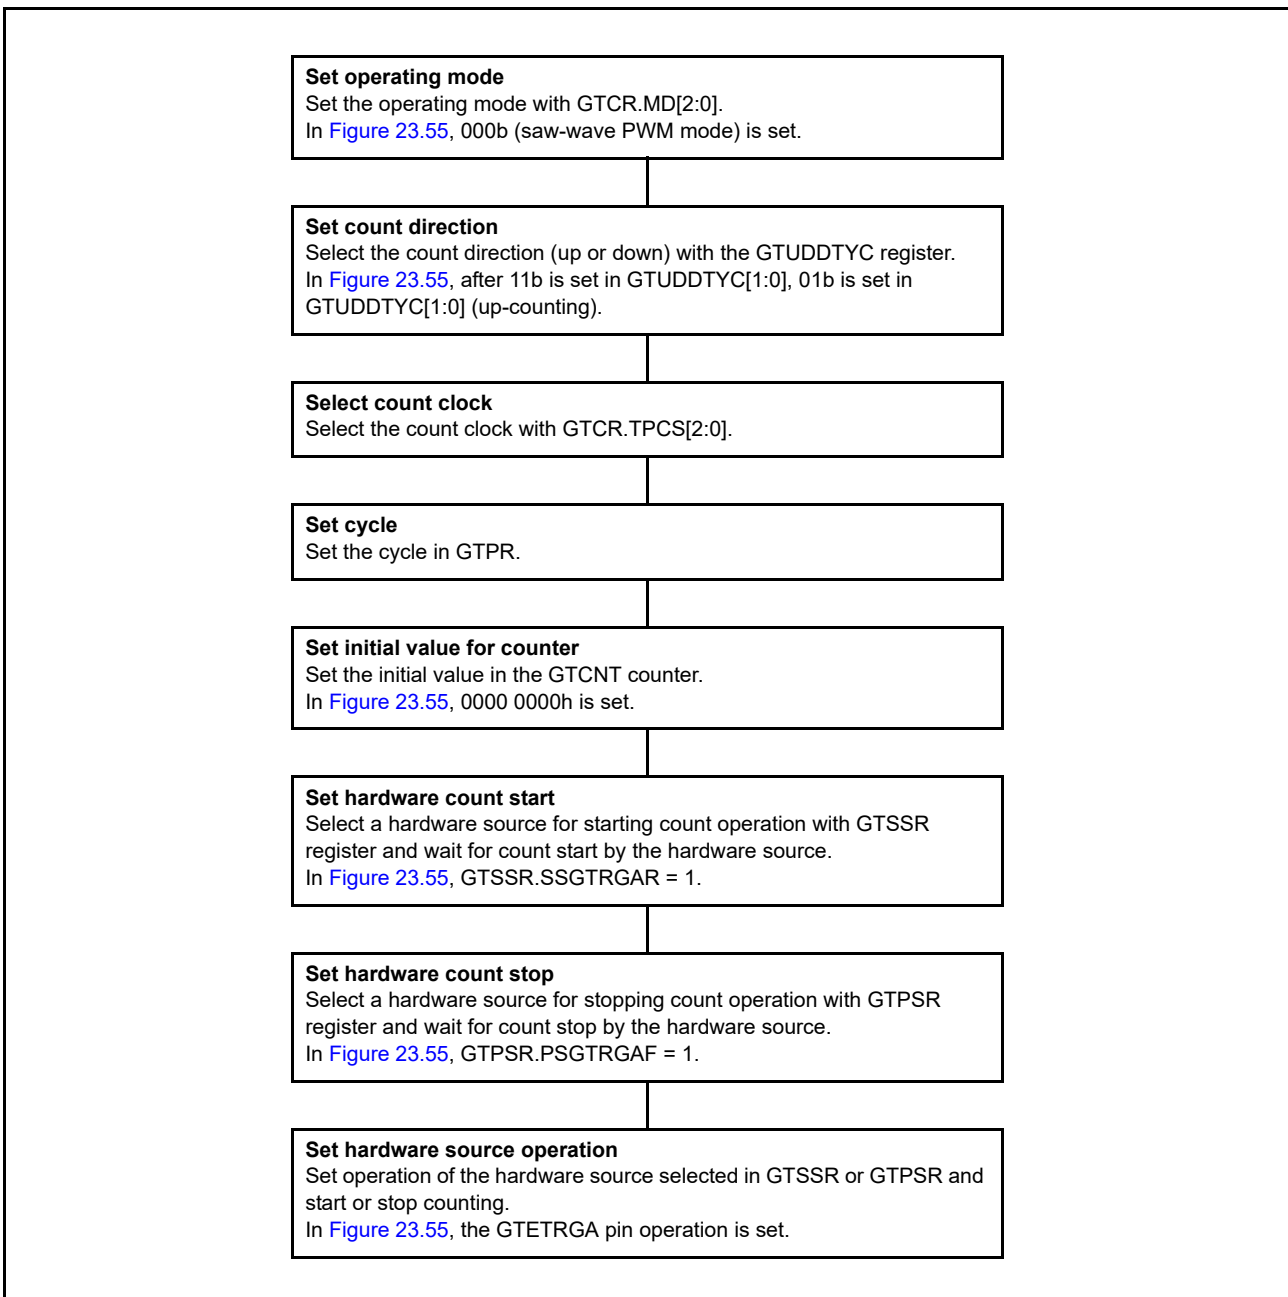 Set operating mode
Set the operating mode with GTCR.MD[2:0].
In Figure 23.55, 000b (saw-wave PWM mode) is set.
Set count direction
Select the count direction (up or down) with the GTUDDTYC register.
In Figure 23.55, after 11b is set in GTUDDTYC[1:0], 01b is set in
GTUDDTYC[1:0] (up-counting).
Select count clock
Select the count clock with GTCR.TPCS[2:0].
Set cycle
Set the cycle in GTPR.
Set initial value for counter
Set the initial value in the GTCNT counter.
In Figure 23.55, 0000 0000h is set.
Set hardware count start
Select a hardware source for starting count operation with GTSSR
register and wait for count start by the hardware source.
In Figure 23.55, GTSSR.SSGTRGAR = 1.
Set hardware count stop
Select a hardware source for stopping count operation with GTPSR
register and wait for count stop by the hardware source.
In Figure 23.55, GTPSR.PSGTRGAF = 1.
Set hardware source operation
Set operation of the hardware source selected in GTSSR or GTPSR and
start or stop counting.
In Figure 23.55, the GTETRGA pin operation is set.